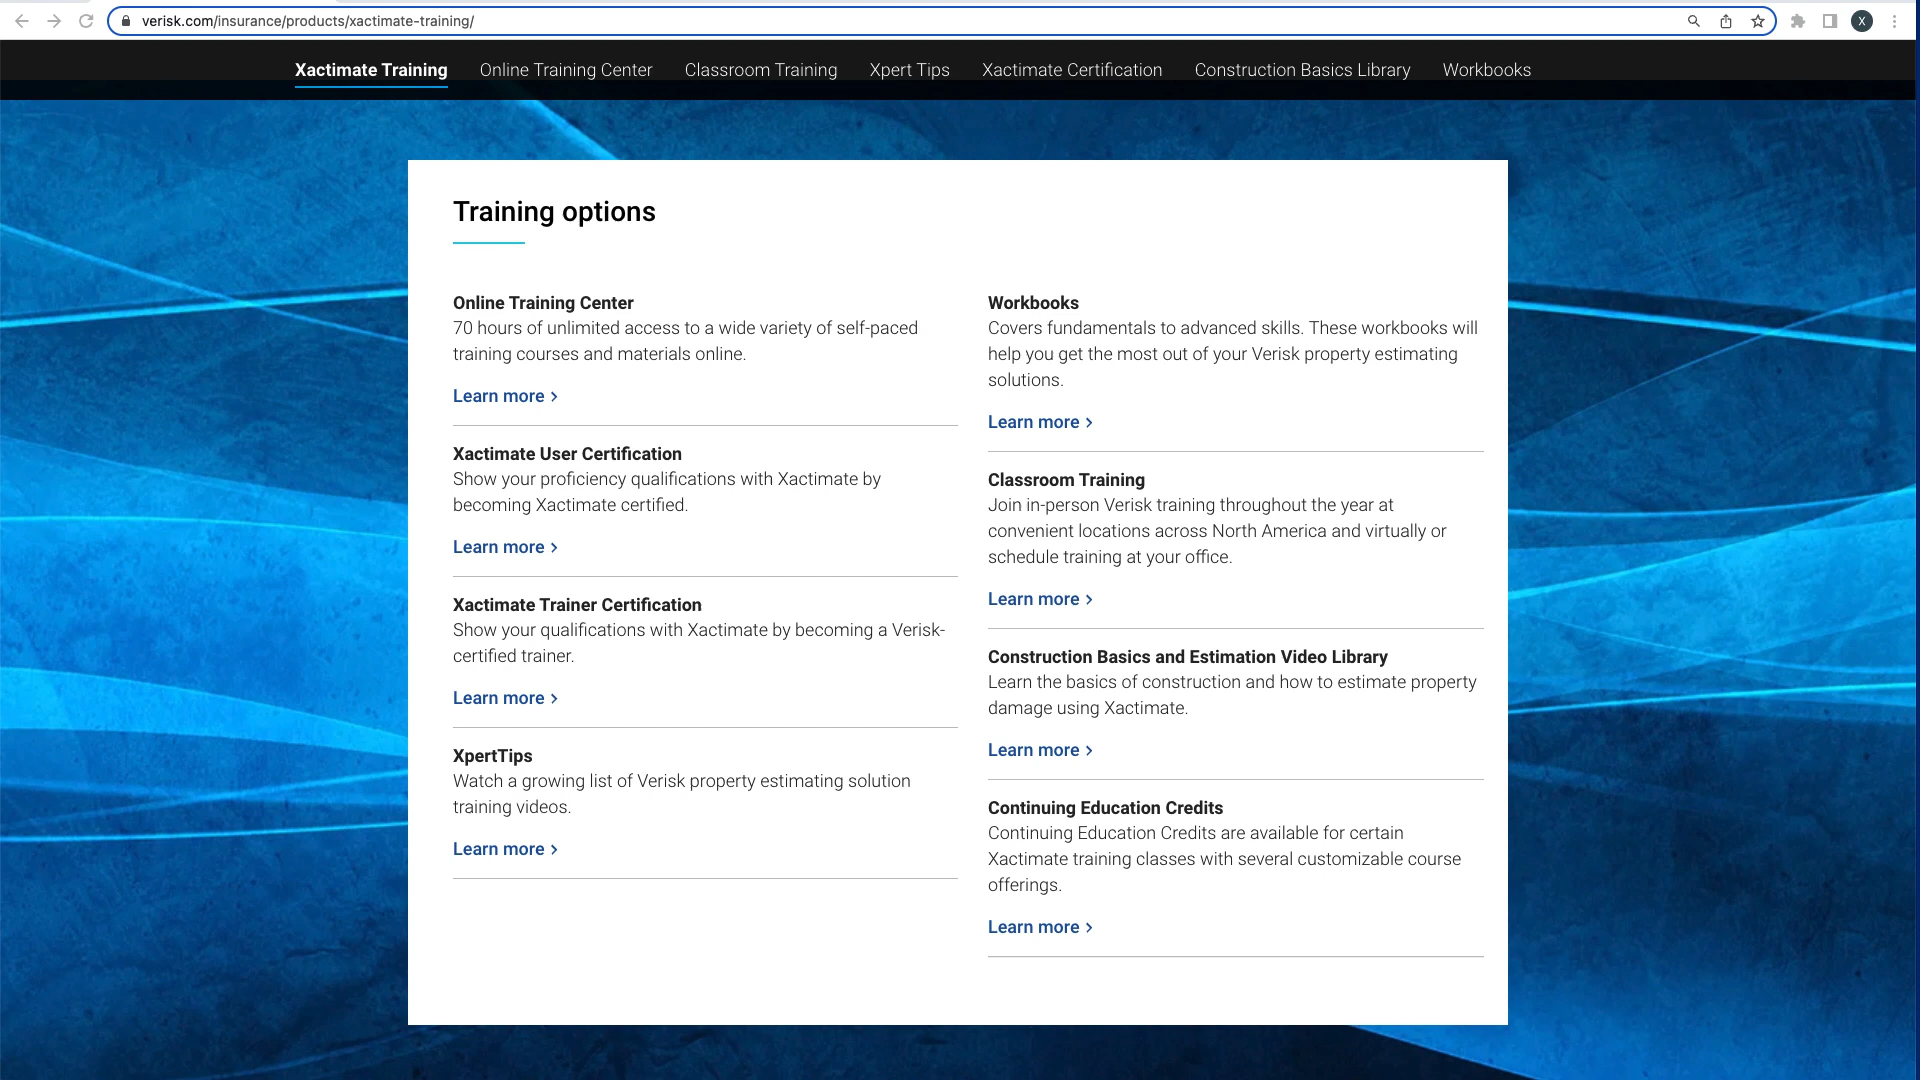 verisk.com/insurance/products/xactimate-training/
X
Xactimate Training Online Training Center Classroom Training Xpert Tips Xactimate Certification Construction Basics Library Workbooks
Training options
Online Training Center
70 hours of unlimited access to a wide variety of self-paced
training courses and materials online.
Learn more >
Xactimate User Certification
Show your proficiency qualifications with Xactimate by
becoming Xactimate certified.
Learn more >
Xactimate Trainer Certification
Show your qualifications with Xactimate by becoming a Verisk-
certified trainer.
Learn more >
XpertTips
Watch a growing list of Verisk property estimating solution
training videos.
Learn more >
Workbooks
Covers fundamentals to advanced skills. These workbooks will
help you get the most out of your Verisk property estimating
solutions.
Learn more >
Classroom Training
Join in-person Verisk training throughout the year at
convenient locations across North America and virtually or
schedule training at your office.
Learn more >
Construction Basics and Estimation Video Library
Learn the basics of construction and how to estimate property
damage using Xactimate.
Learn more >
Continuing Education Credits
Continuing Education Credits are available for certain
Xactimate training classes with several customizable course
offerings.
Learn more >